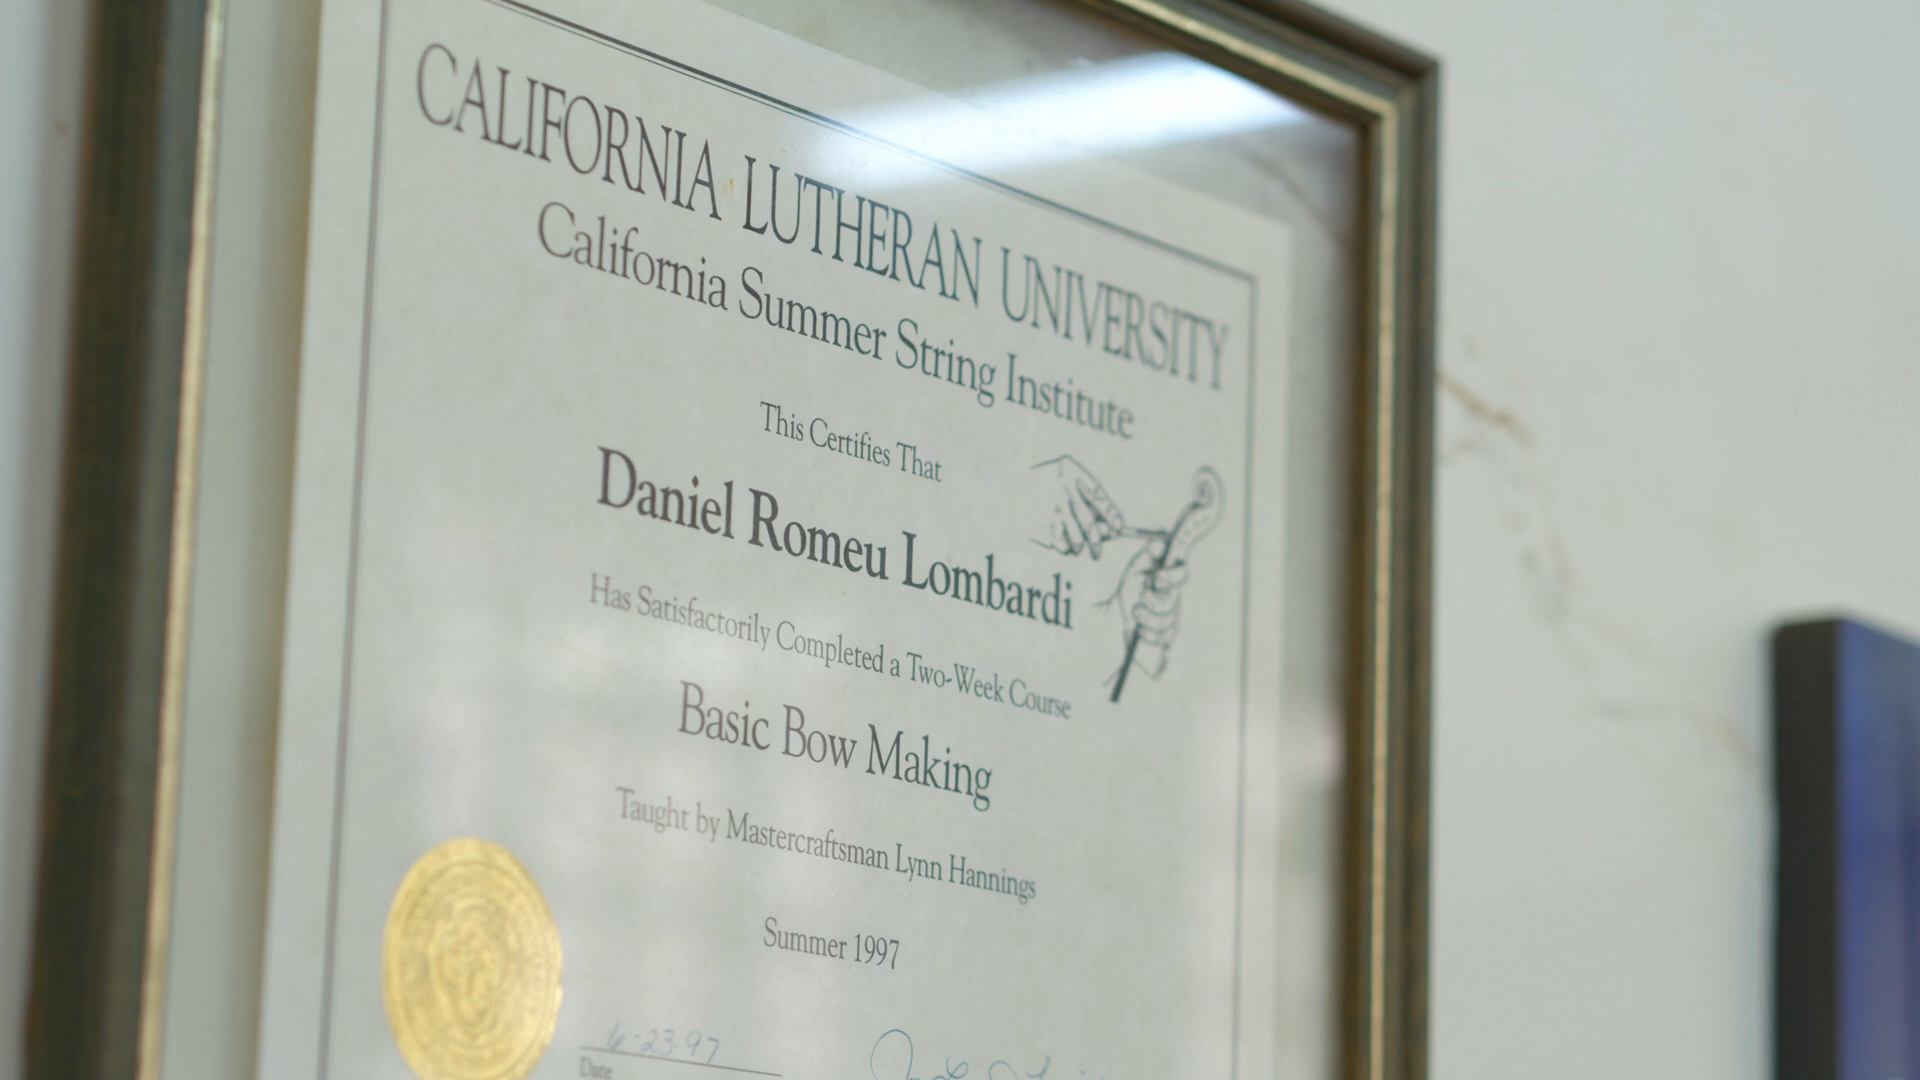 CALIFORNIA LUTHERAN UNIVERSITY
California Summer String Institute
This Certifies That
Daniel Romeu Lombardi
Has Satisfactorily Completed a Two-Week Course
Basic Bow Making
Taught by Mastercraftsman Lynn Hannings
Summer 1997
6-23-97
Date